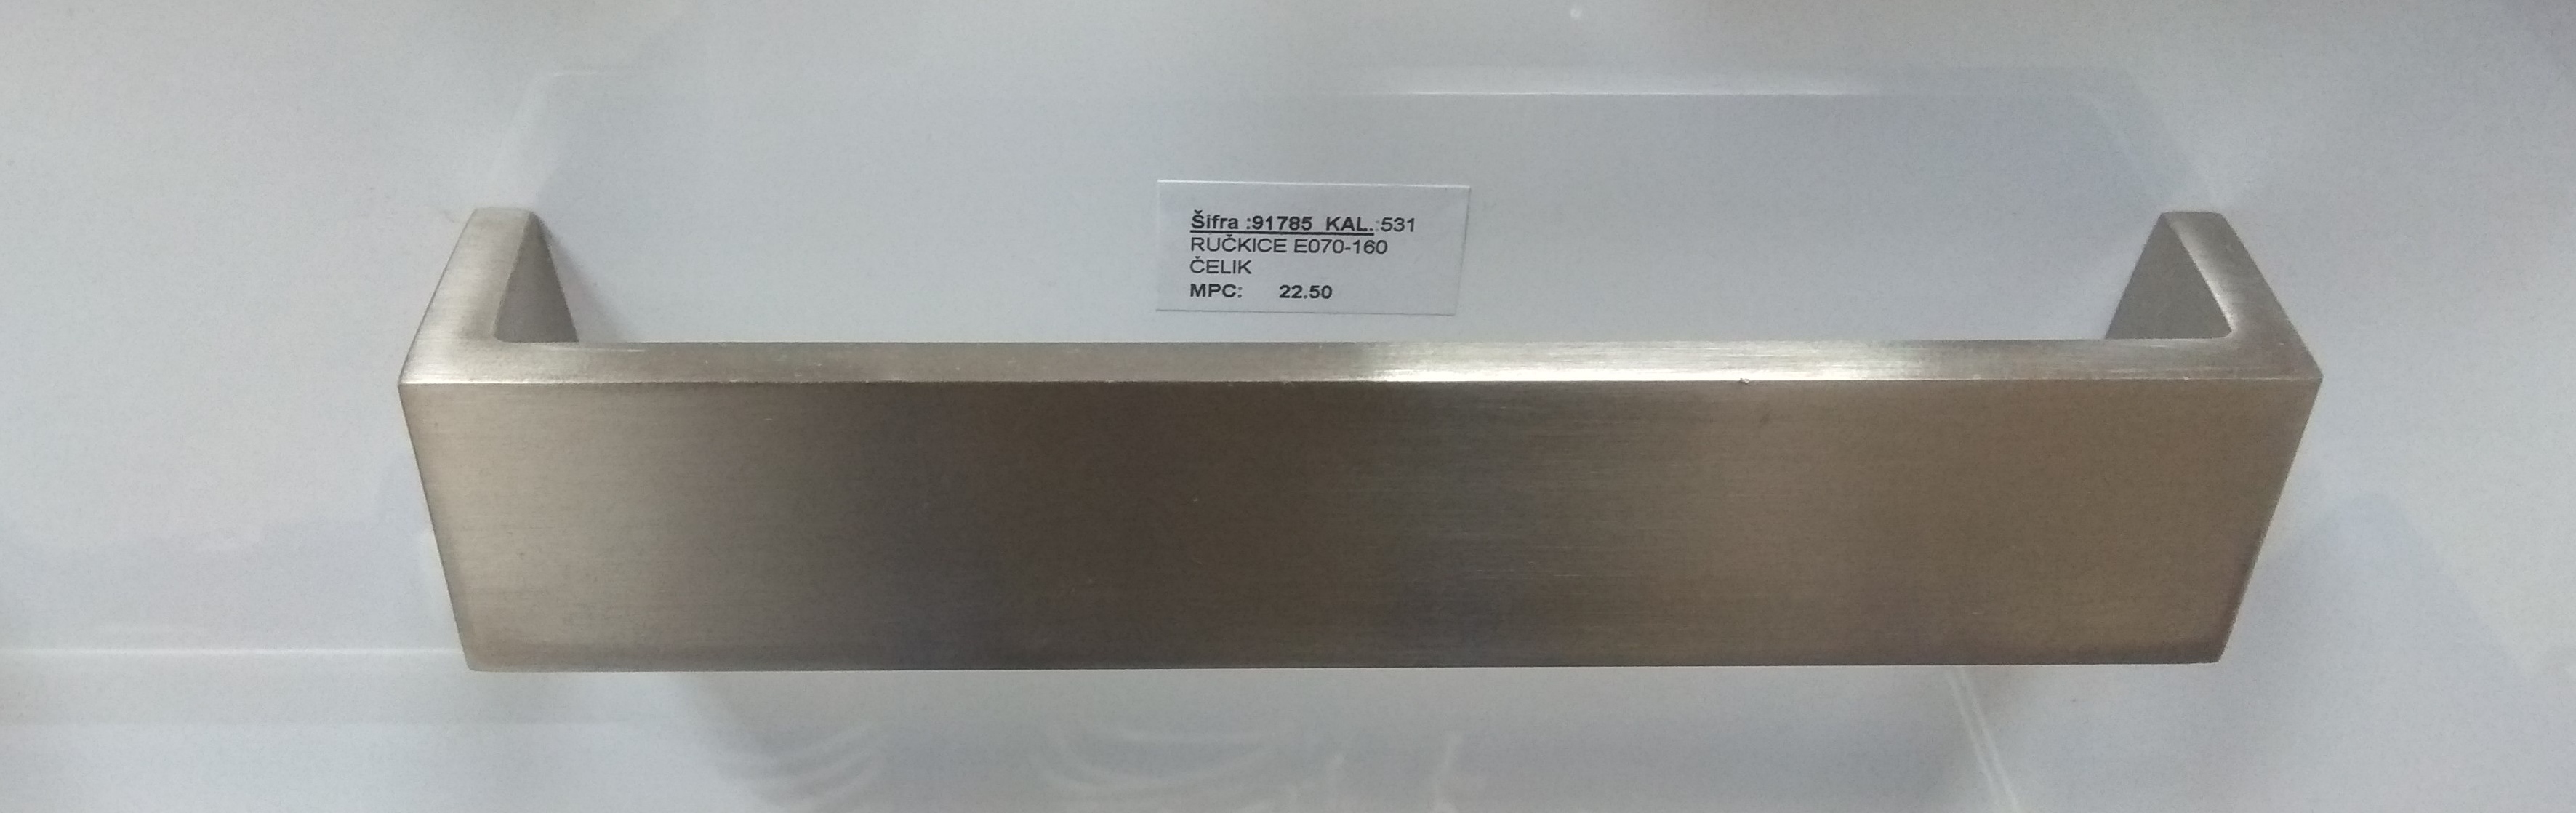 Šifra :91785 KAL.:531
RUČKICE E070-160
ČELIK
MPC: 22.50